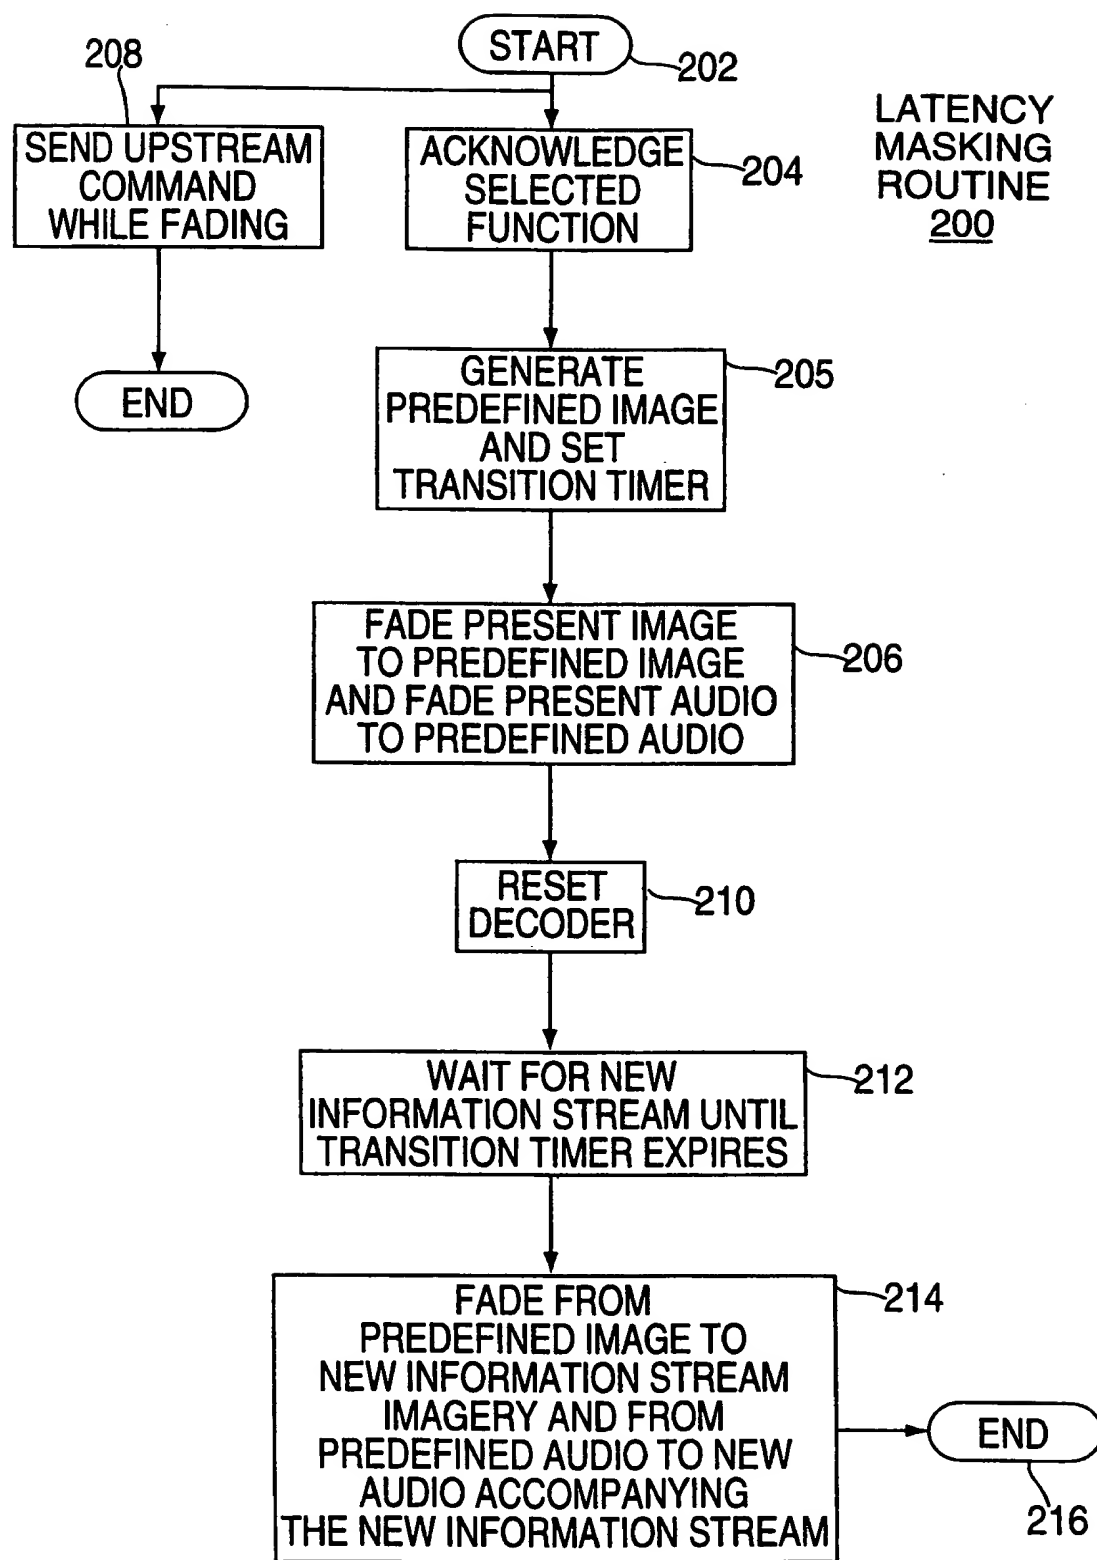 START
202
208
SEND UPSTREAM
COMMAND
WHILE FADING
END
ACKNOWLEDGE
SELECTED
FUNCTION
204
LATENCY
MASKING
ROUTINE
200
GENERATE
PREDEFINED IMAGE
AND SET
TRANSITION TIMER
205
FADE PRESENT IMAGE
TO PREDEFINED IMAGE
AND FADE PRESENT AUDIO
TO PREDEFINED AUDIO
206
RESET
DECODER
210
WAIT FOR NEW
INFORMATION STREAM UNTIL
TRANSITION TIMER EXPIRES
212
FADE FROM
PREDEFINED IMAGE TO
NEW INFORMATION STREAM
IMAGERY AND FROM
PREDEFINED AUDIO TO NEW
AUDIO ACCOMPANYING
THE NEW INFORMATION STREAM
214
END
216